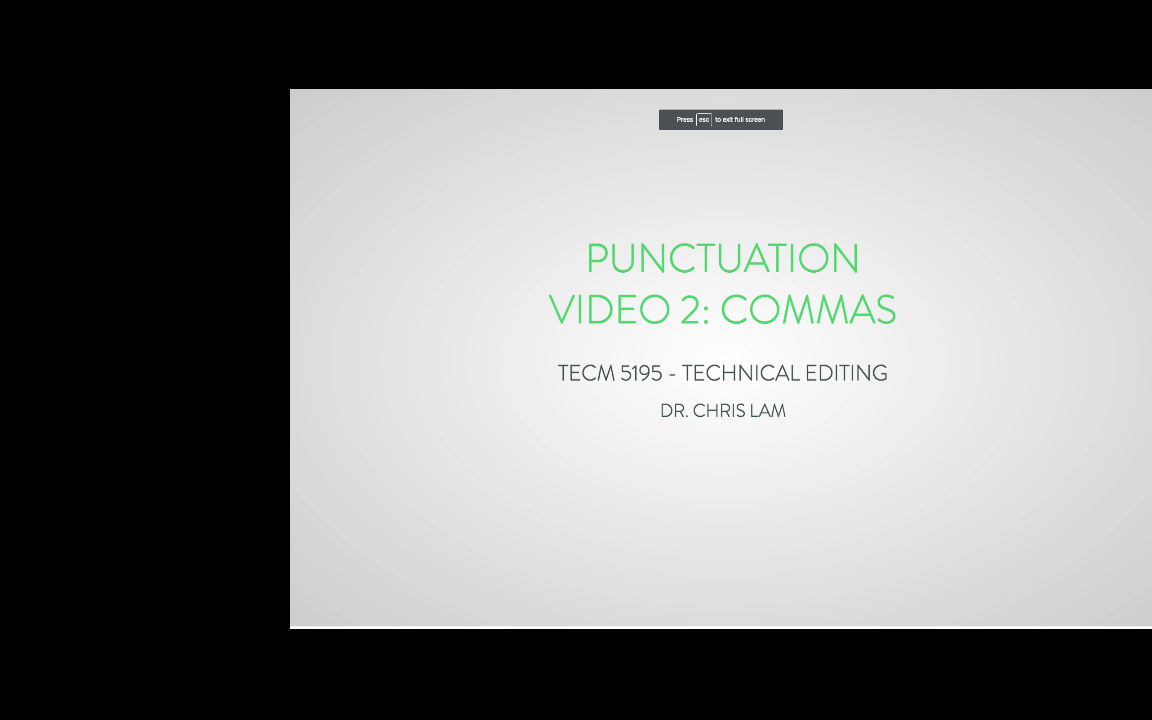 Press esc to exit full screen
PUNCTUATION
VIDEO 2: COMMAS
TECM 5195 - TECHNICAL EDITING
DR. CHRIS LAM